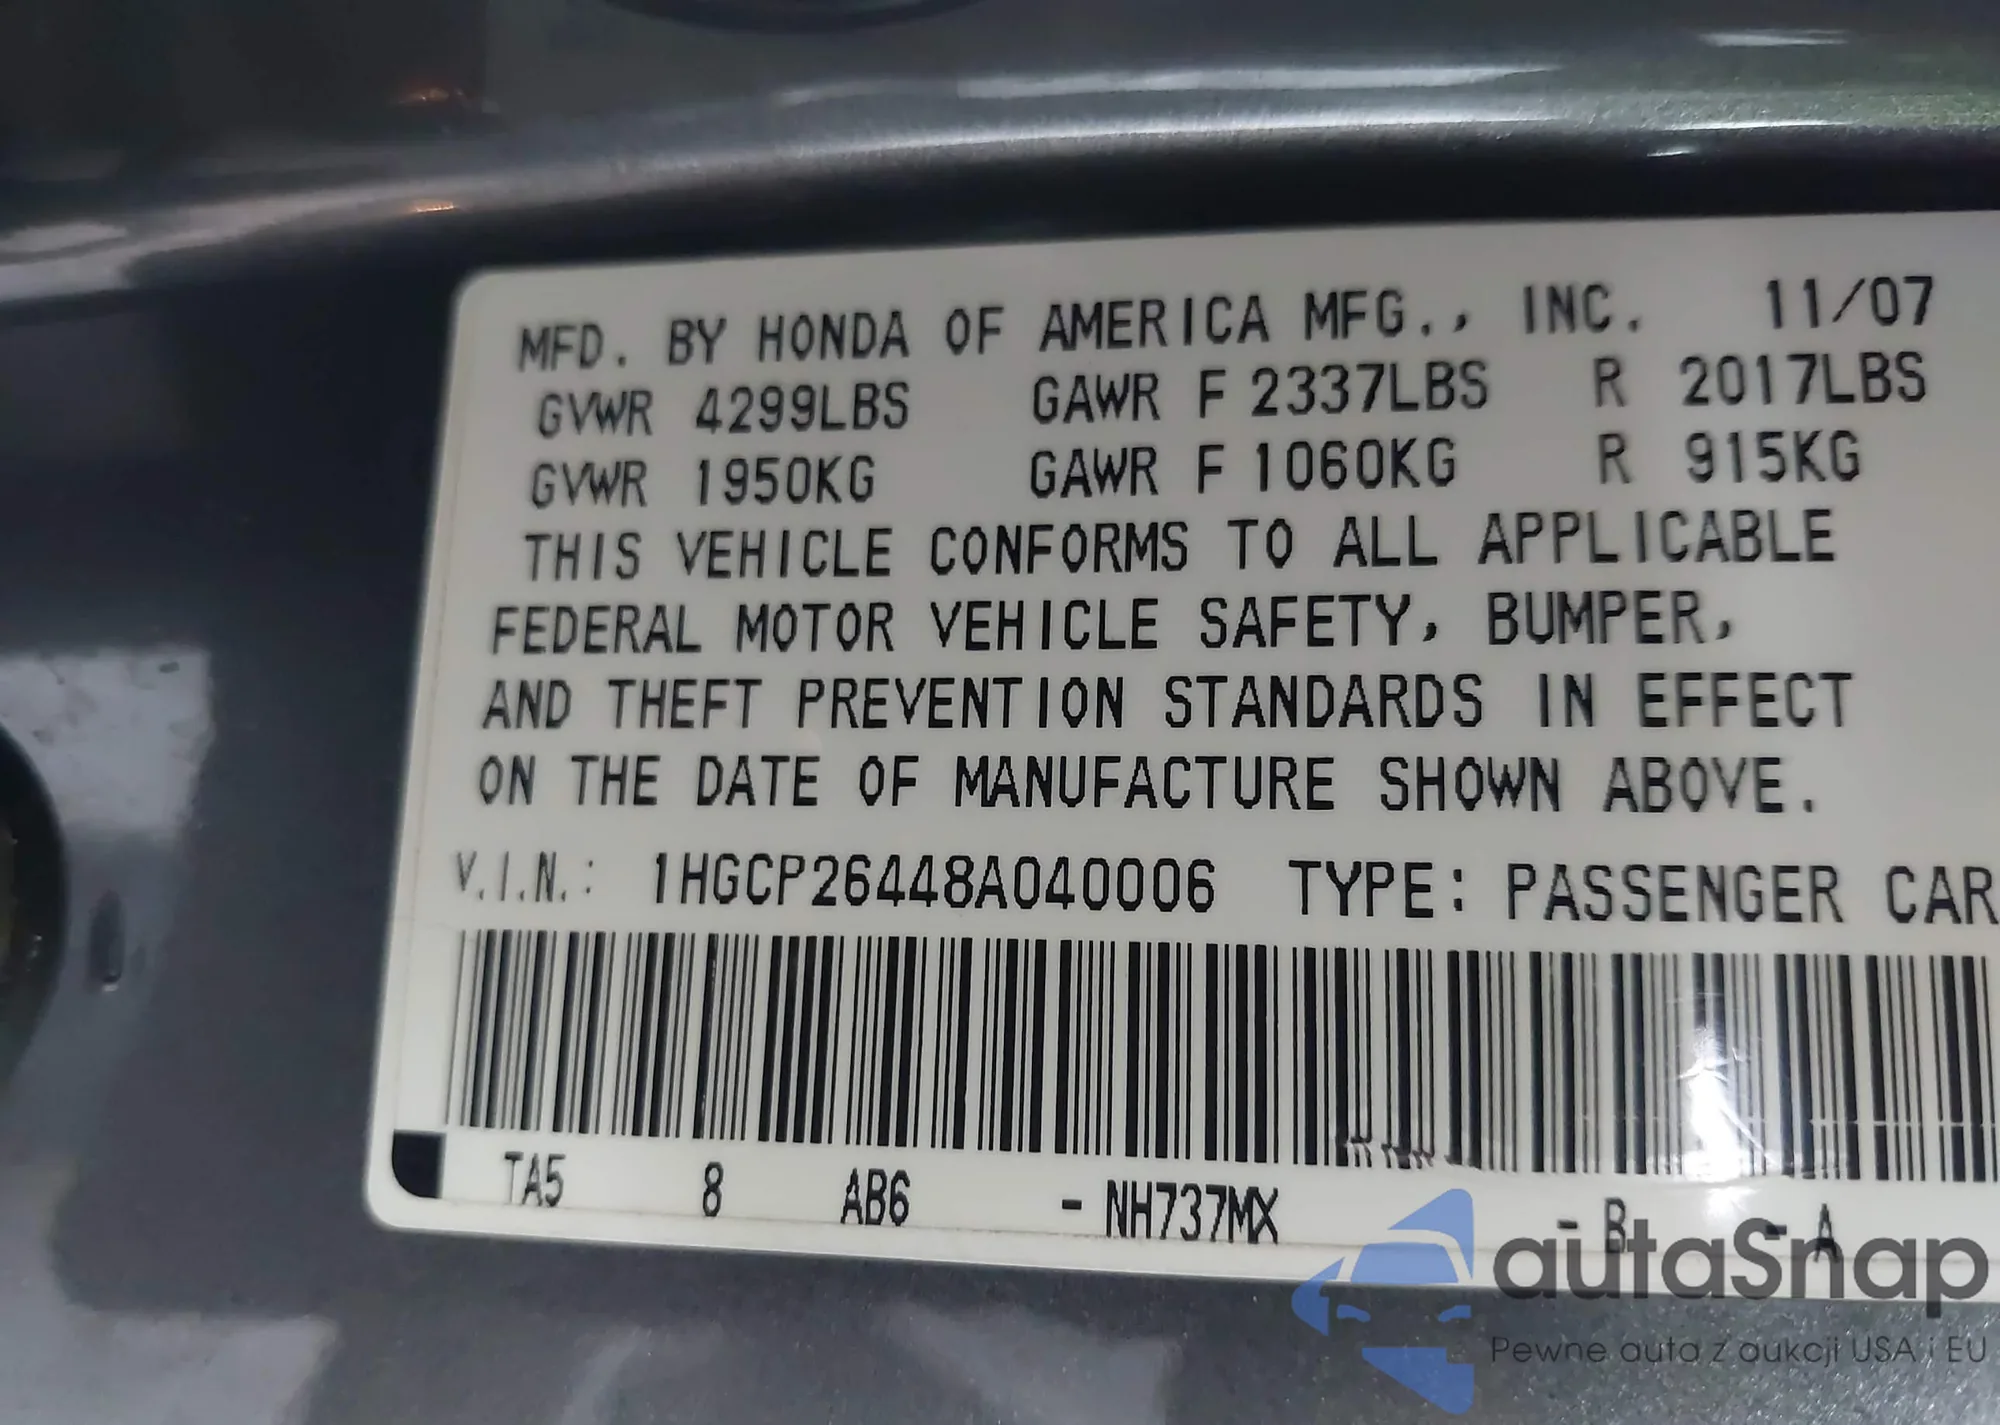 MFD. BY HONDA OF AMERICA MFG., INC. 11/07
GVWR 4299LBS GAWR F 2337LBS R 2017LBS
GVWR 1950KG GAWR F 1060KG R 915KG
THIS VEHICLE CONFORMS TO ALL APPLICABLE
FEDERAL MOTOR VEHICLE SAFETY, BUMPER,
AND THEFT PREVENTION STANDARDS IN EFFECT
ON THE DATE OF MANUFACTURE SHOWN ABOVE.
V.I.N.: 1HGCP26448A040006 TYPE: PASSENGER CAR
TA5 8 AB6 - NH737MX - B - A
autaSnap
Pewne auta z aukcji USA i EU